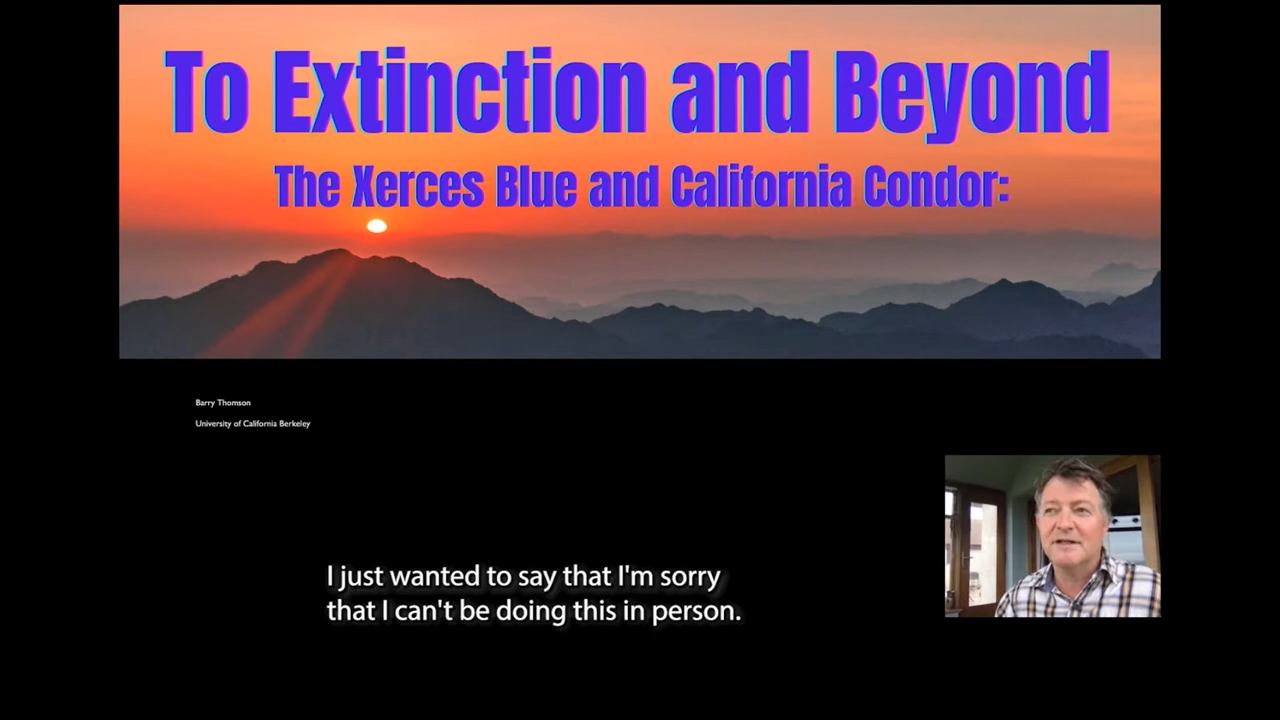 To Extinction and Beyond
The Xerces Blue and California Condor:
Barry Thomson
University of California Berkeley
I just wanted to say that I'm sorry
that I can't be doing this in person.